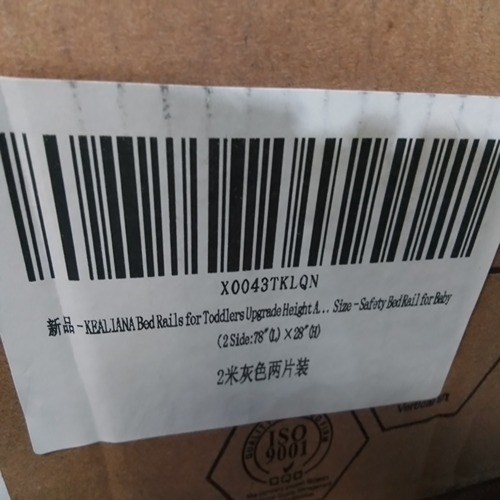 X0043TKLQN
新品 - KEALIANA Bed Rails for Toddlers Upgrade Height A... Size - Safety Bed Rail for Baby
(2 Side:78"(L) ×28"(H)
2米灰色两片装
ISO
9001